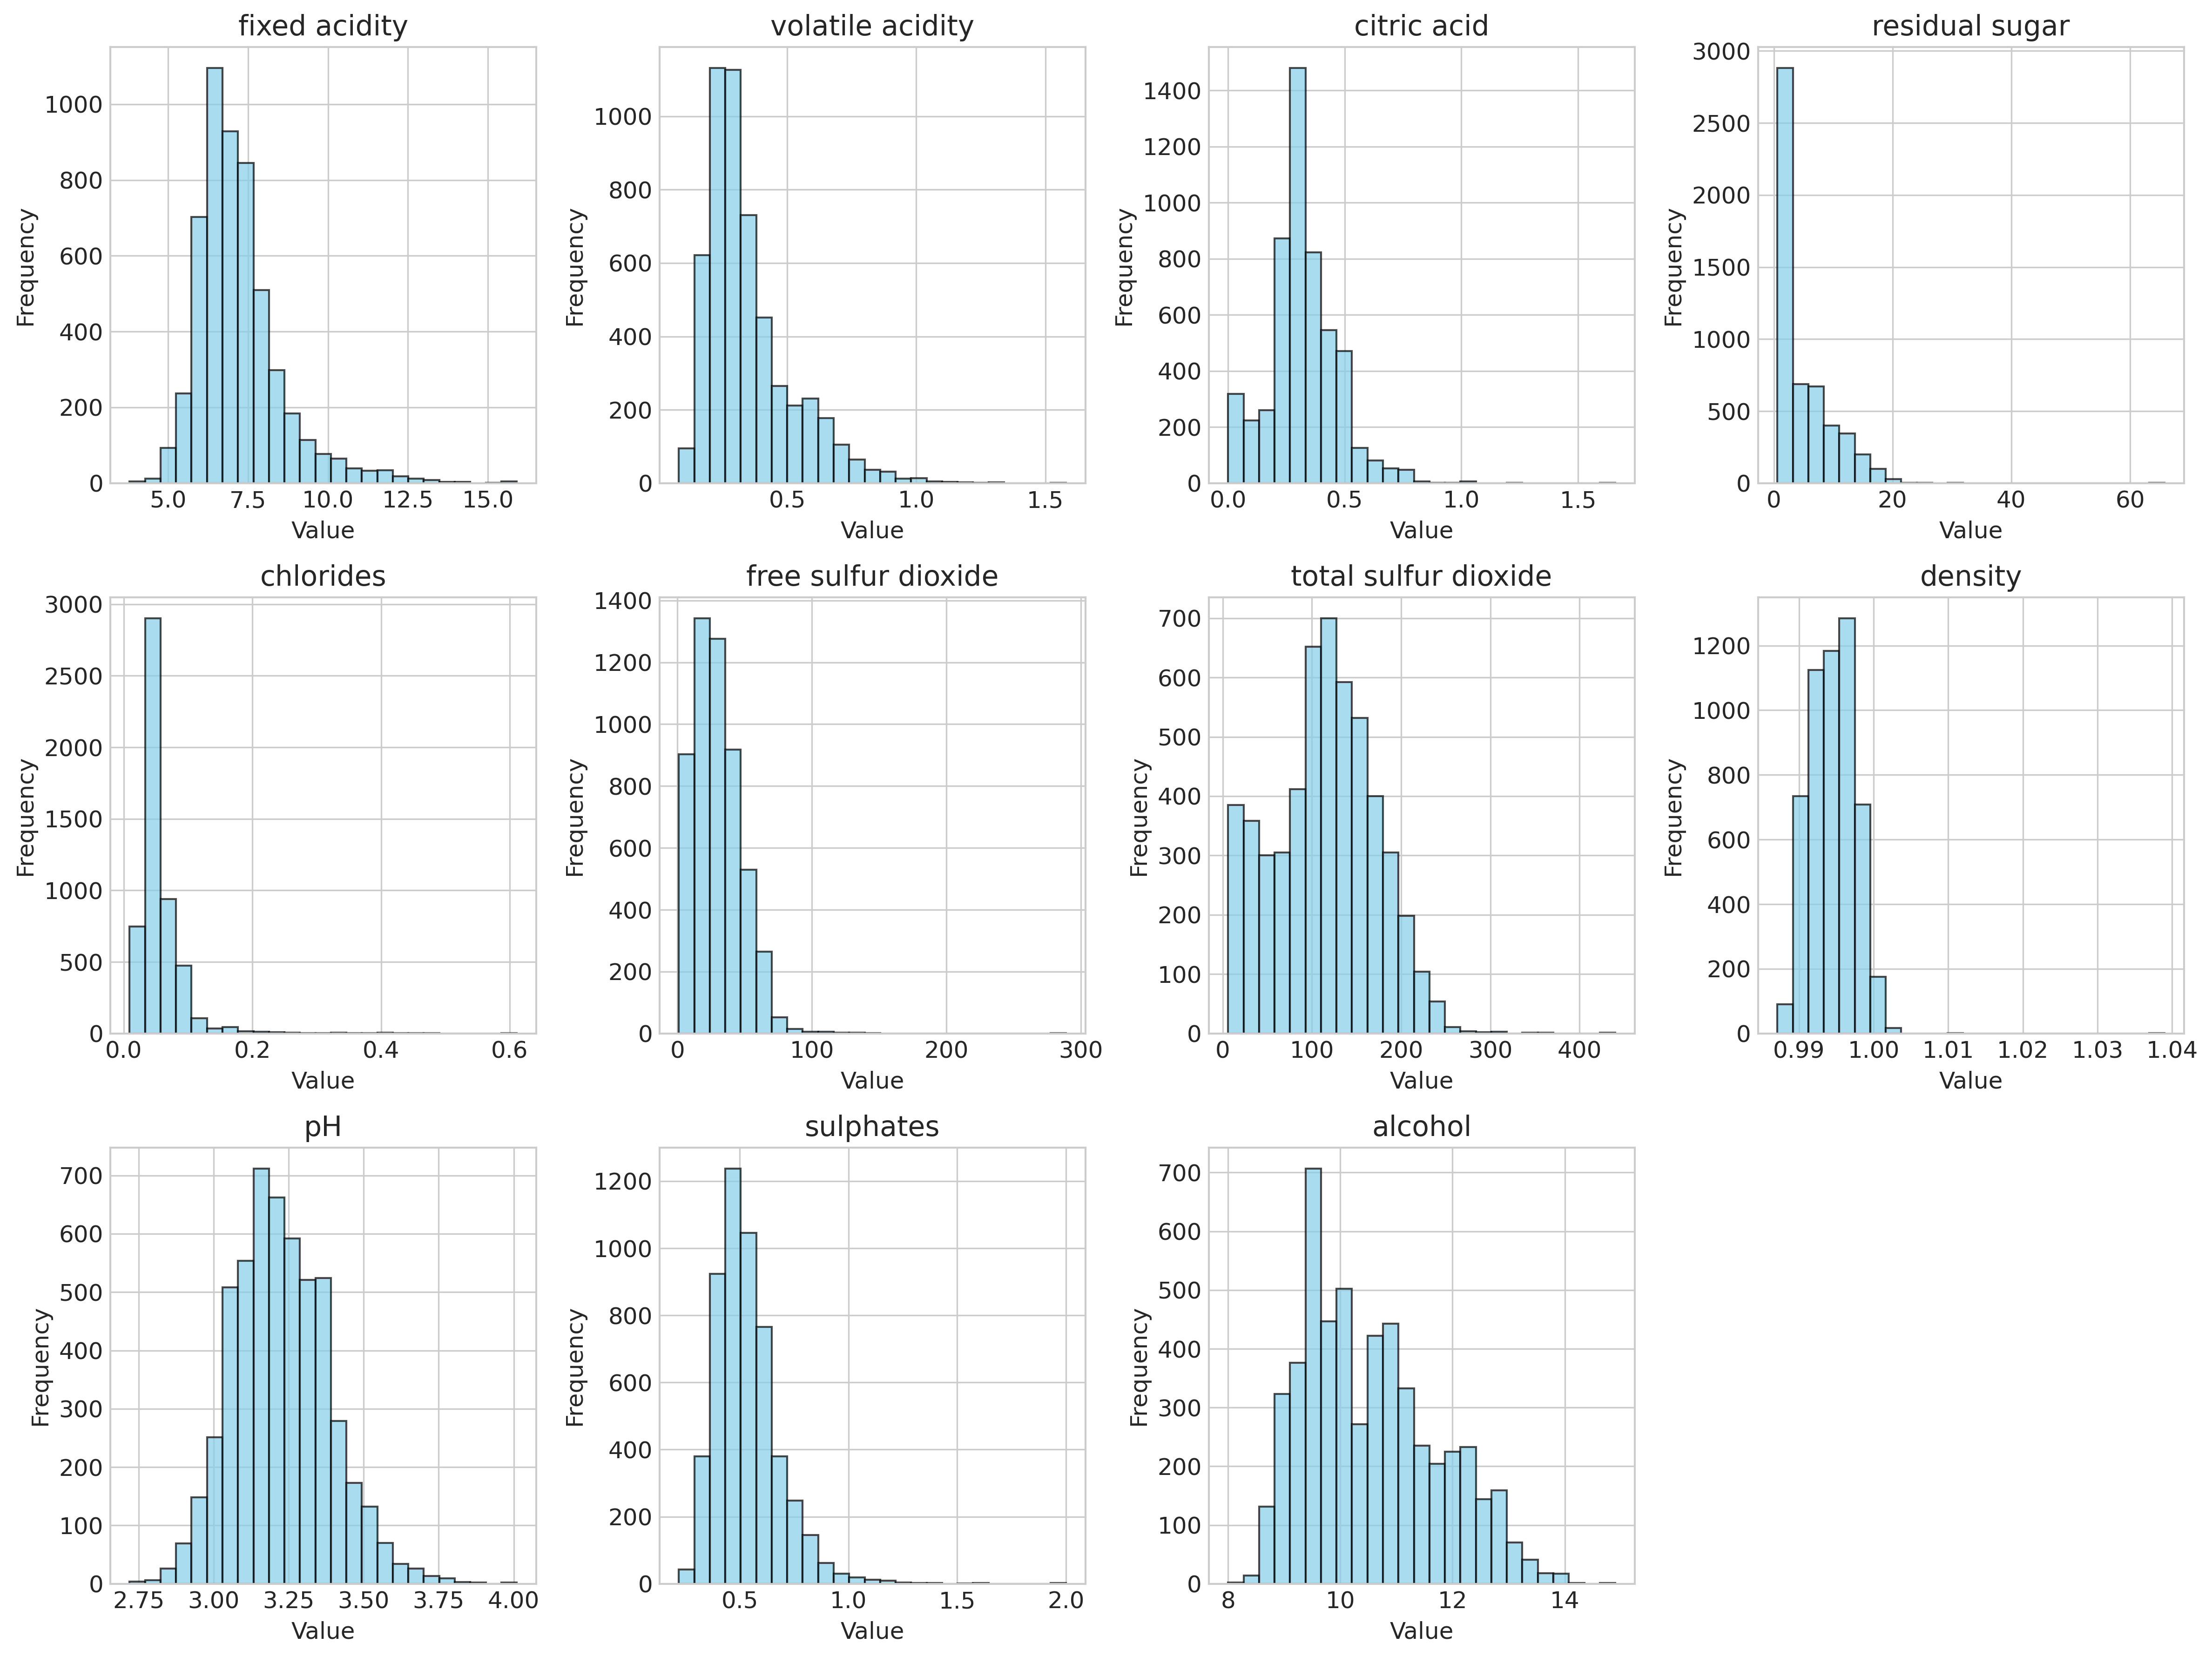 fixed acidity
1000
800
600
400
200
0
Frequency
5.0 7.5 10.0 12.5 15.0
Value
volatile acidity
1000
800
600
400
200
0
Frequency
0.5 1.0 1.5
Value
citric acid
1400
1200
1000
800
600
400
200
0
Frequency
0.0 0.5 1.0 1.5
Value
residual sugar
3000
2500
2000
1500
1000
500
0
Frequency
0 20 40 60
Value
chlorides
3000
2500
2000
1500
1000
500
0
Frequency
0.0 0.2 0.4 0.6
Value
free sulfur dioxide
1400
1200
1000
800
600
400
200
0
Frequency
0 100 200 300
Value
total sulfur dioxide
700
600
500
400
300
200
100
0
Frequency
0 100 200 300 400
Value
density
1200
1000
800
600
400
200
0
Frequency
0.99 1.00 1.01 1.02 1.03 1.04
Value
pH
700
600
500
400
300
200
100
0
Frequency
2.75 3.00 3.25 3.50 3.75 4.00
Value
sulphates
1200
1000
800
600
400
200
0
Frequency
0.5 1.0 1.5 2.0
Value
alcohol
700
600
500
400
300
200
100
0
Frequency
8 10 12 14
Value